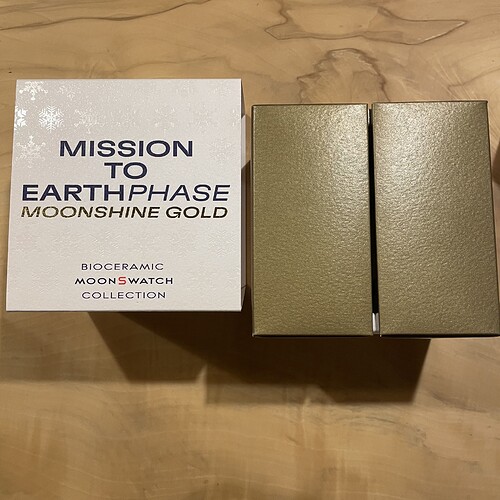 MISSION
TO
EARTHPHASE
MOONSHINE GOLD
BIOCERAMIC
MOONSWATCH
COLLECTION